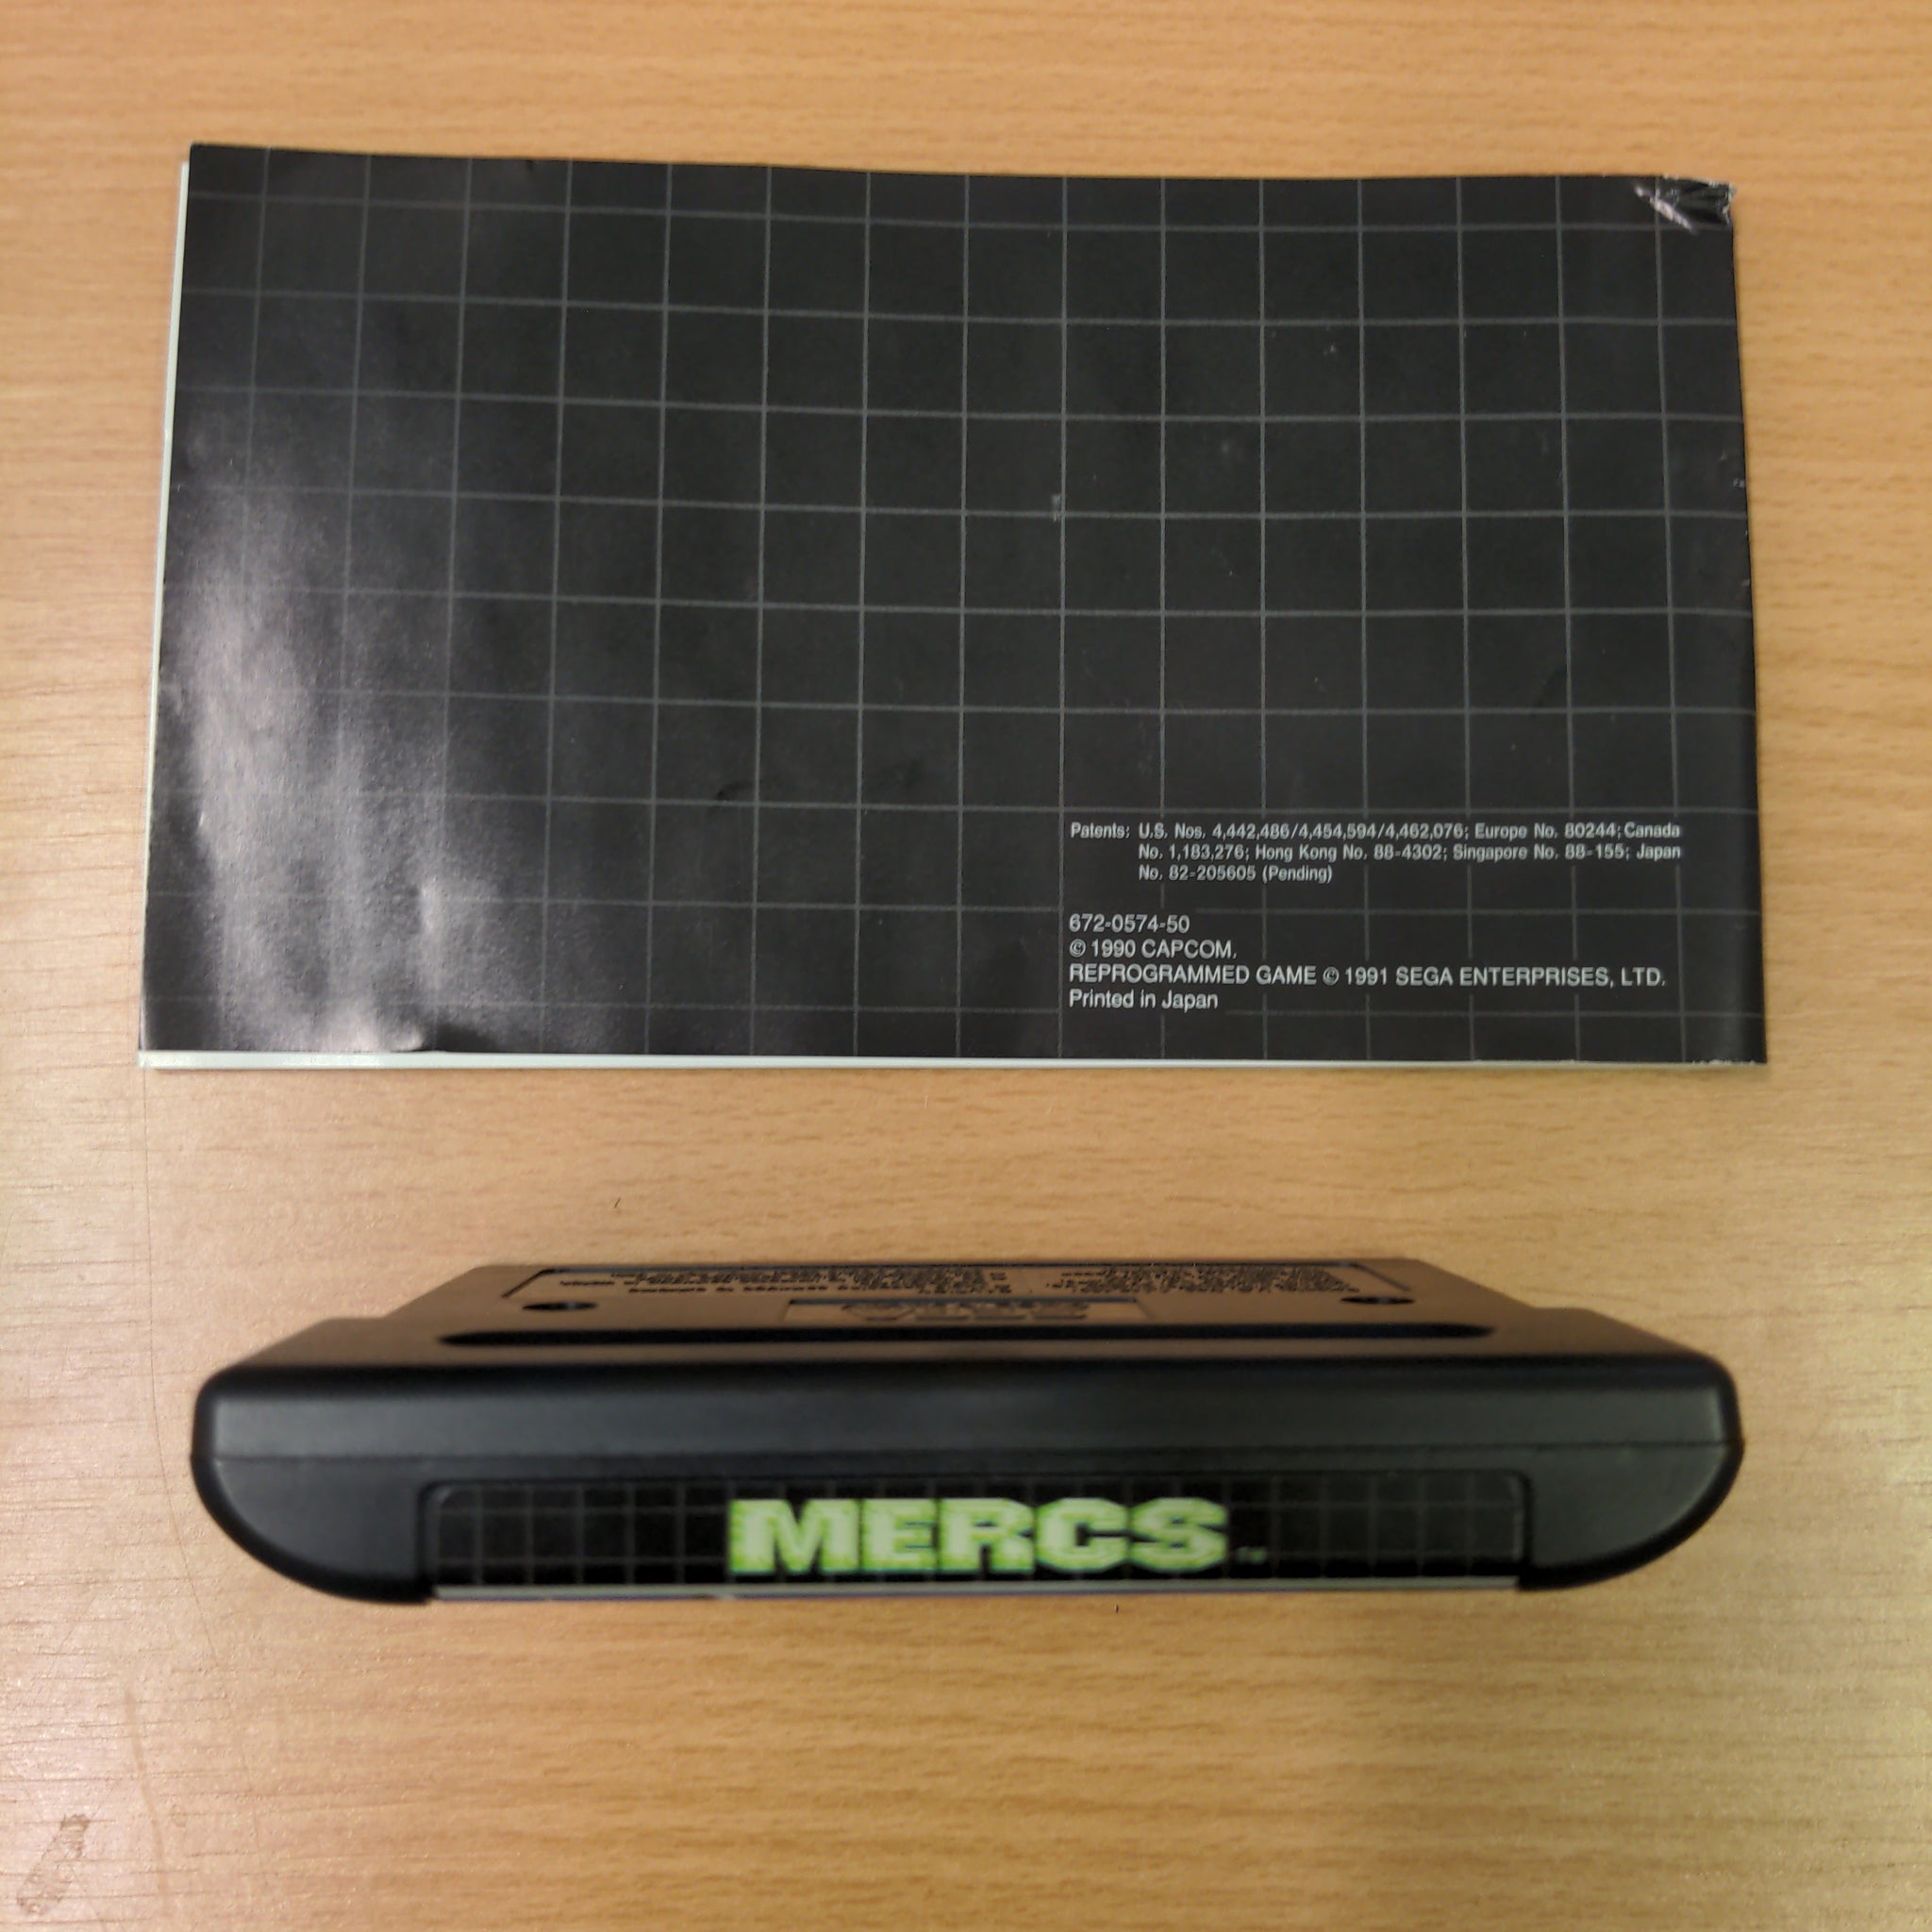 Patents: U.S. Nos. 4,442,486/4,454,594/4,462,076; Europe No. 80244; Canada
No. 1,183,276; Hong Kong No. 88-4302; Singapore No. 88-155; Japan
No. 82-205605 (Pending)
672-0574-50
© 1990 CAPCOM.
REPROGRAMMED GAME © 1991 SEGA ENTERPRISES, LTD.
Printed in Japan
MERCS™